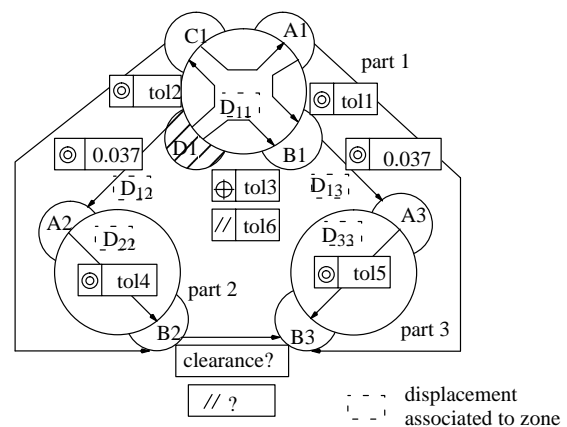 C1 A1
part 1
tol2
D11
tol1
0.037
D1
B1
0.037
tol3
D12
D13
tol6
A2
A3
D22
D33
tol4
tol5
part 2
part 3
B2
B3
clearance?
// ?
displacement
associated to zone